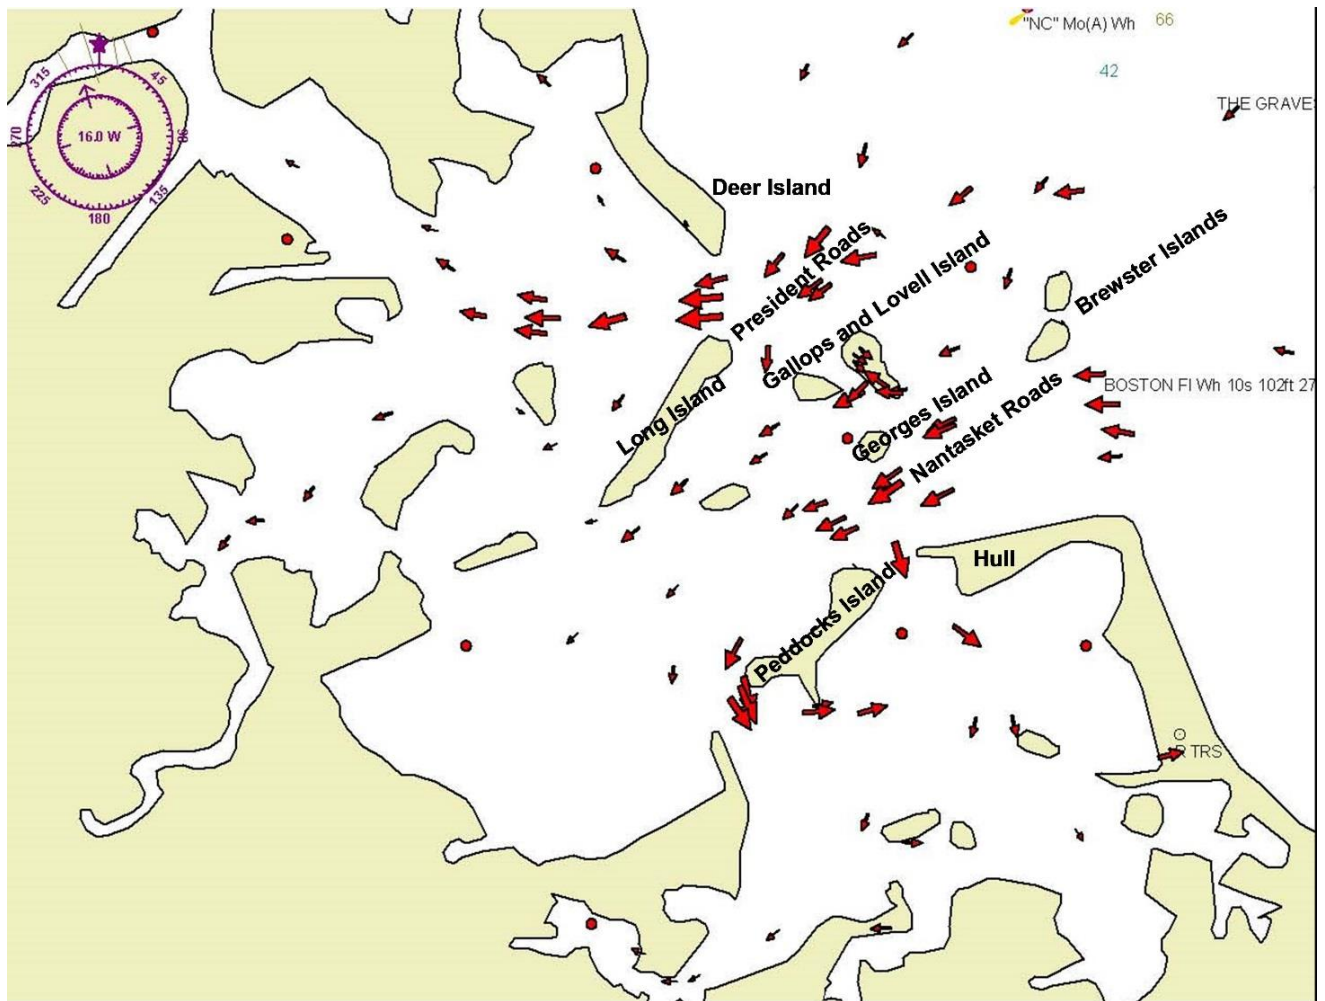 "NC" Mo(A) Wh
66
42
THE GRAVE
315
45
270
16.0 W
225
135
180
Deer Island
President Roads
Gallops and Lovell Island
Brewster Islands
Long Island
Georges Island
Nantasket Roads
BOSTON Fl Wh 10s 102ft 27
Hull
Peddocks Island
TRS